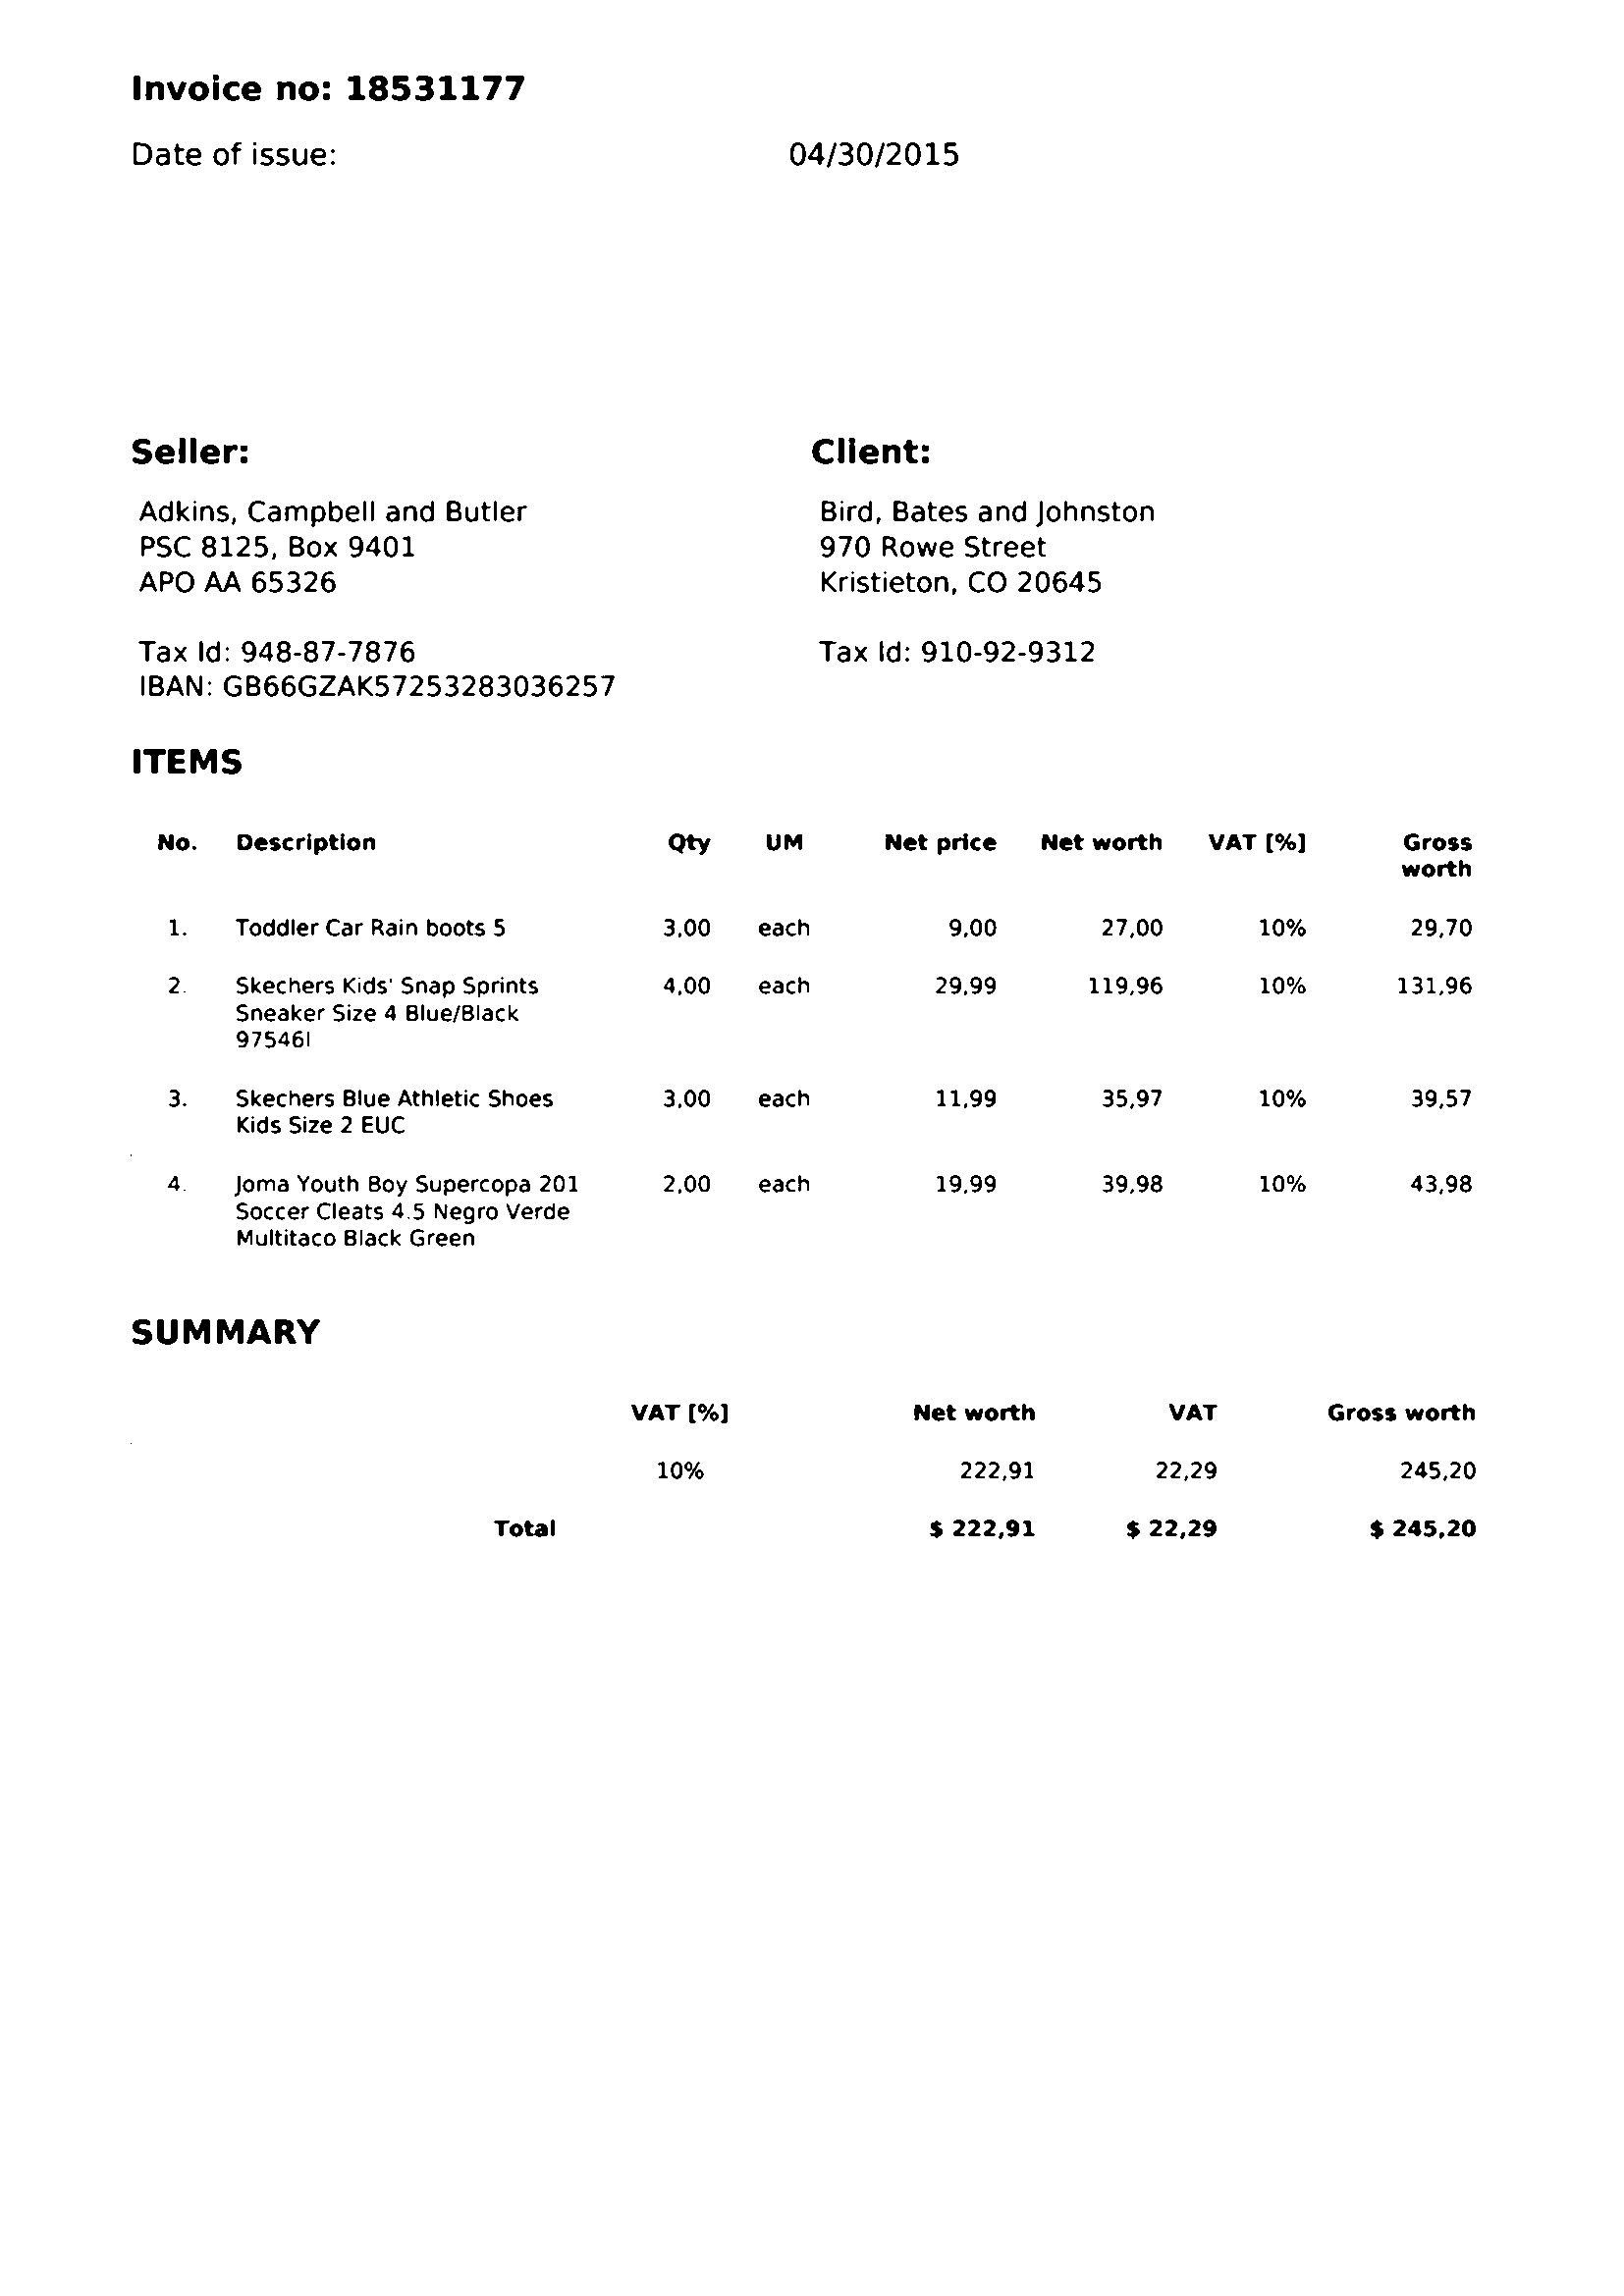 Invoice no: 18531177
Date of issue: 04/30/2015
Seller: Client:
Adkins, Campbell and Butler Bird, Bates and Johnston
PSC 8125, Box 9401 970 Rowe Street
APO AA 65326 Kristieton, CO 20645
Tax Id: 948-87-7876 Tax Id: 910-92-9312
IBAN: GB66GZAK57253283036257
ITEMS
No. Description Qty UM Net price Net worth VAT [%] Gross
worth
1. Toddler Car Rain boots 5 3,00 each 9,00 27,00 10% 29,70
2. Skechers Kids' Snap Sprints 4,00 each 29,99 119,96 10% 131,96
Sneaker Size 4 Blue/Black
97546l
3. Skechers Blue Athletic Shoes 3,00 each 11,99 35,97 10% 39,57
Kids Size 2 EUC
4. Joma Youth Boy Supercopa 201 2,00 each 19,99 39,98 10% 43,98
Soccer Cleats 4.5 Negro Verde
Multitaco Black Green
SUMMARY
VAT [%] Net worth VAT Gross worth
10% 222,91 22,29 245,20
Total $ 222,91 $ 22,29 $ 245,20